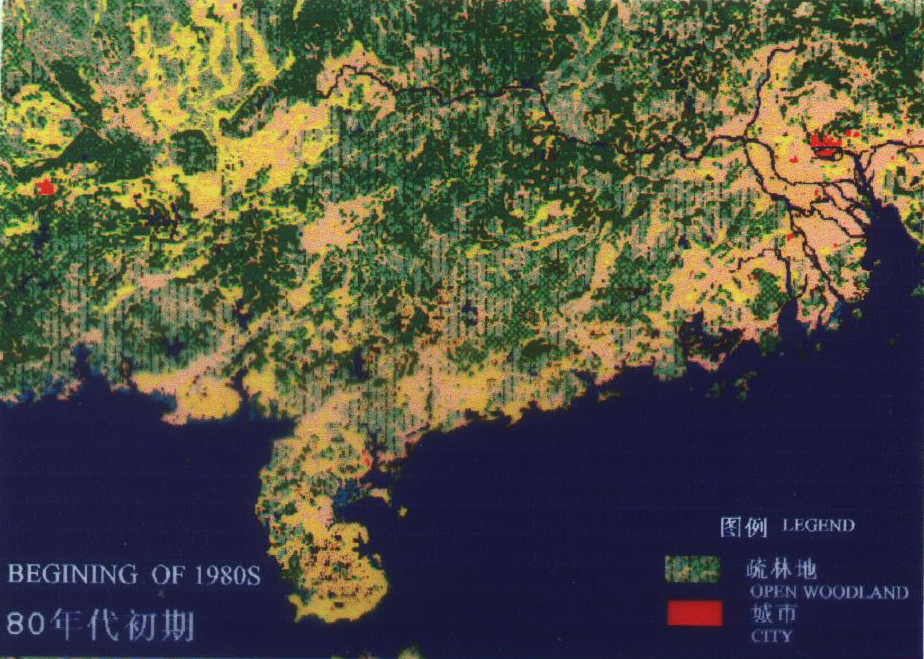 图例 LEGEND
疏林地
OPEN WOODLAND
城市
CITY
BEGINING OF 1980S
80年代初期